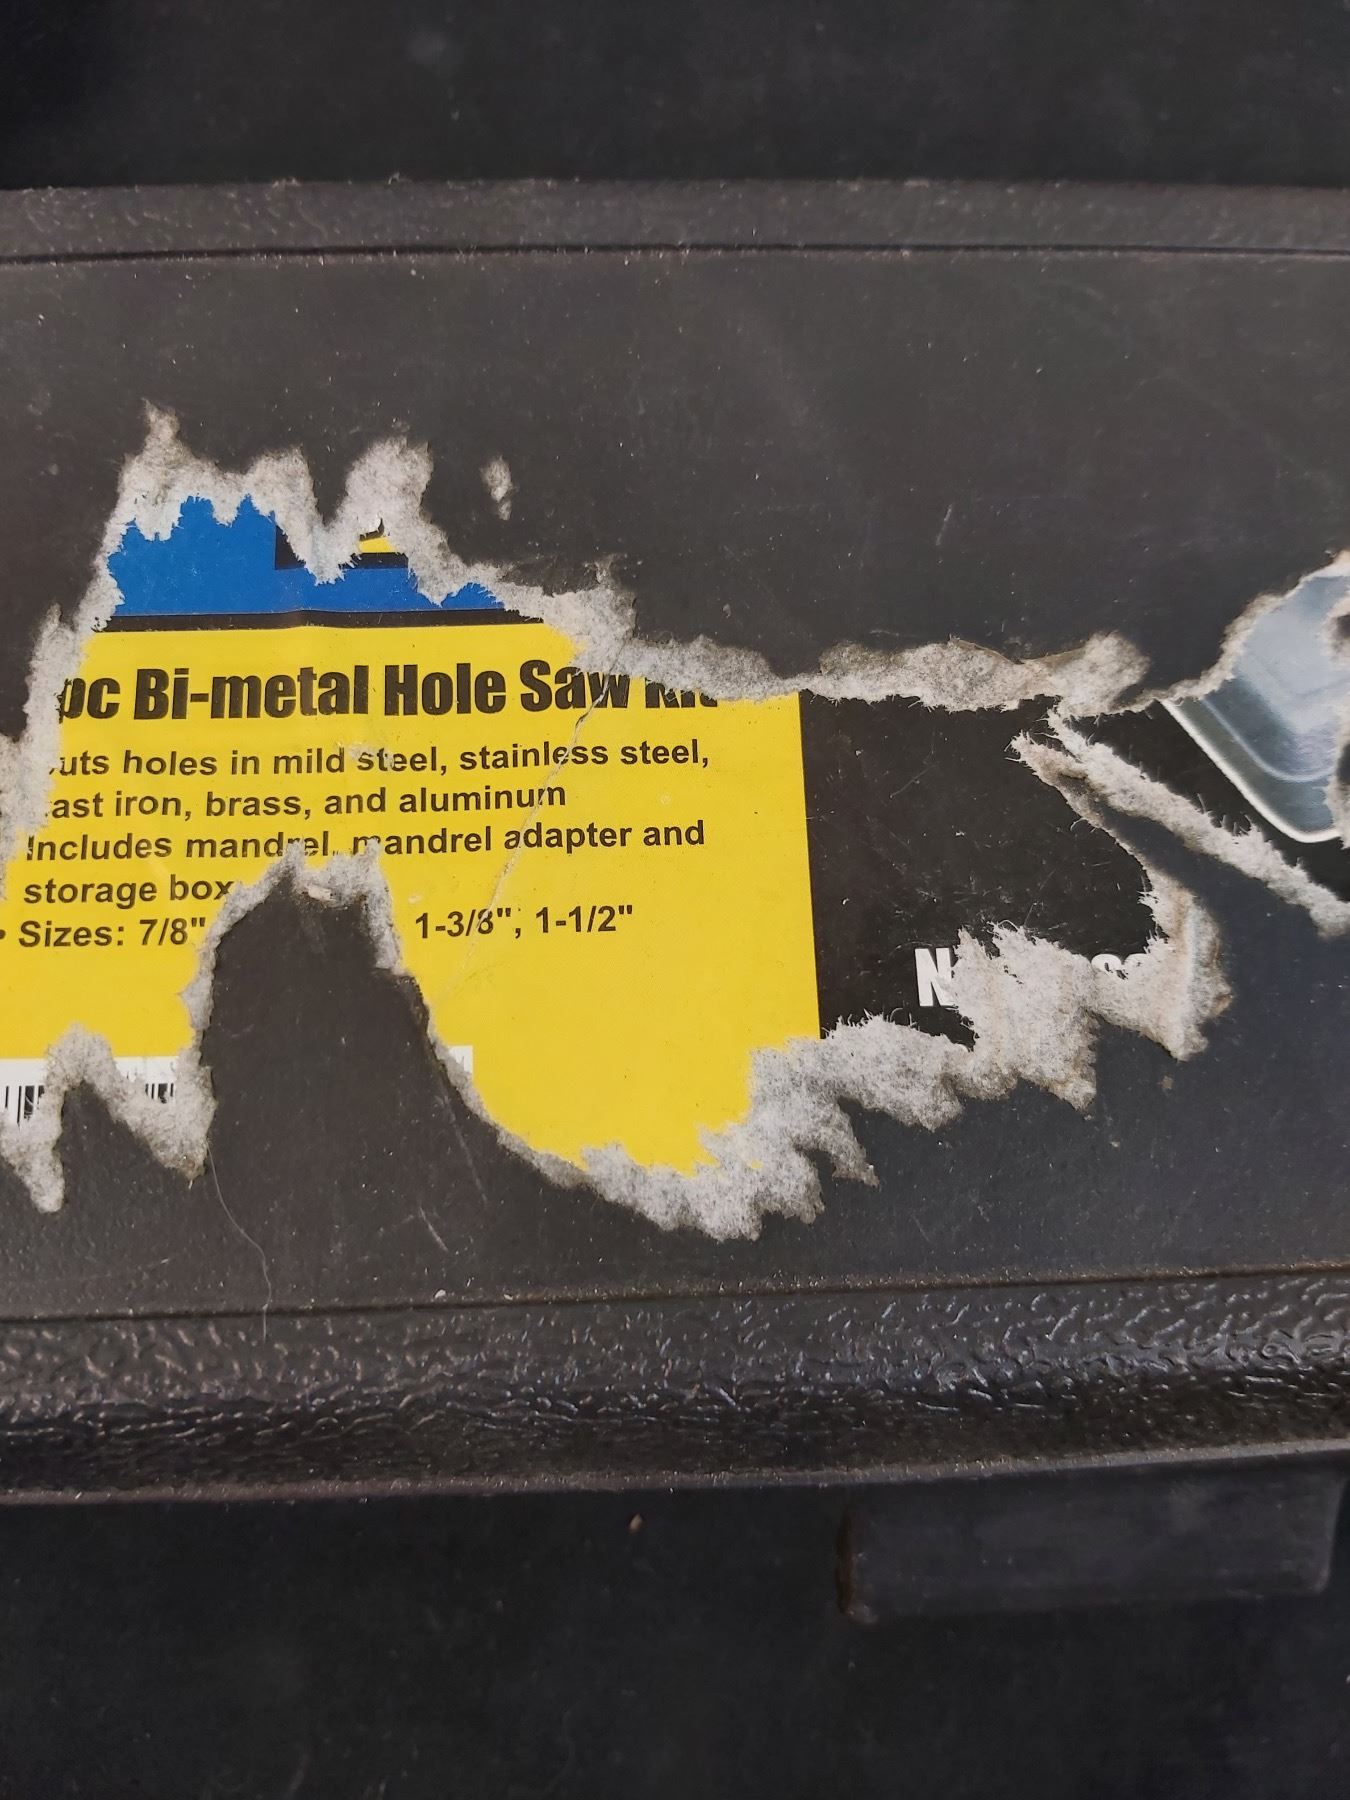 pc Bi-metal Hole Saw Kit
uts holes in mild steel, stainless steel,
ast iron, brass, and aluminum
Includes mandrel, mandrel adapter and
storage box
• Sizes: 7/8" 1-3/8", 1-1/2"